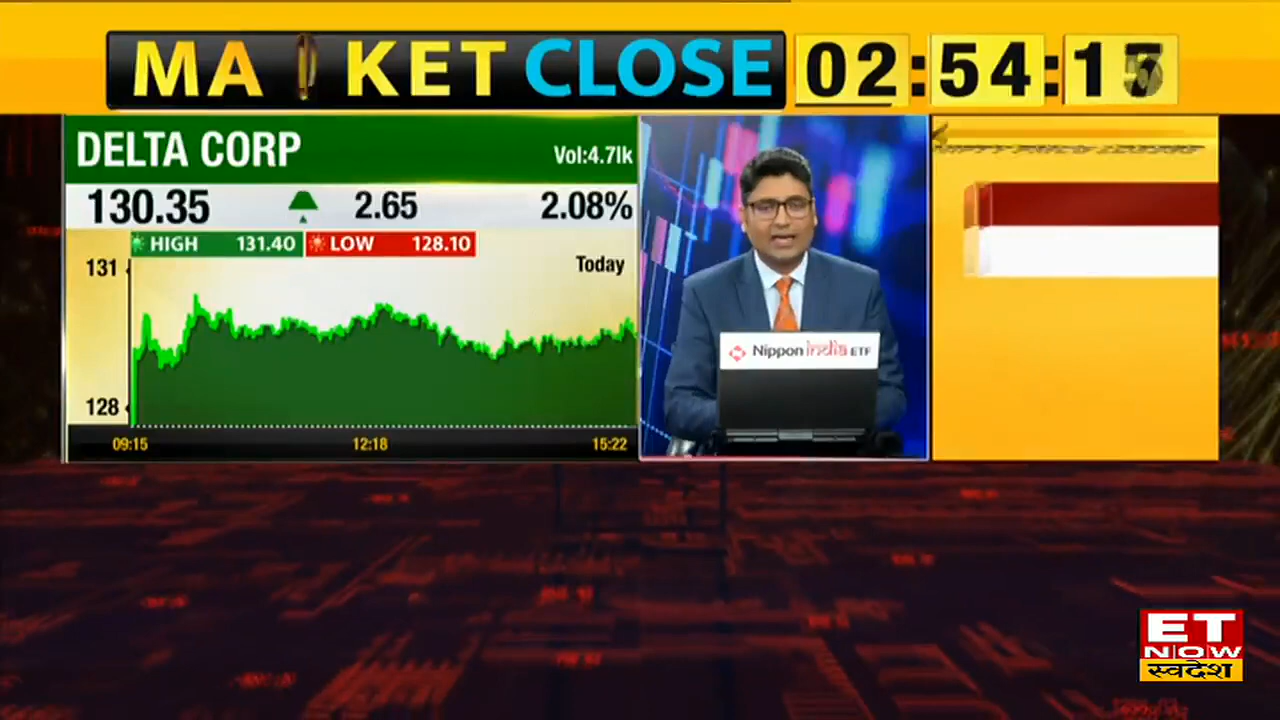 MA KET CLOSE 02:54:1
DELTA CORP
Vol:4.7lk
130.35 2.65 2.08%
HIGH 131.40 LOW 128.10
131
Today
128
09:15 12:18 15:22
Nippon india ETF
ET
NOW
स्वदेश